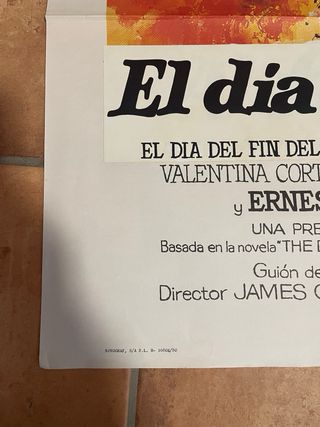 El dia
EL DIA DEL FIN DEL
VALENTINA CORT
y ERNES
UNA PRE
Basada en la novela "THE D
Guión de
Director JAMES G